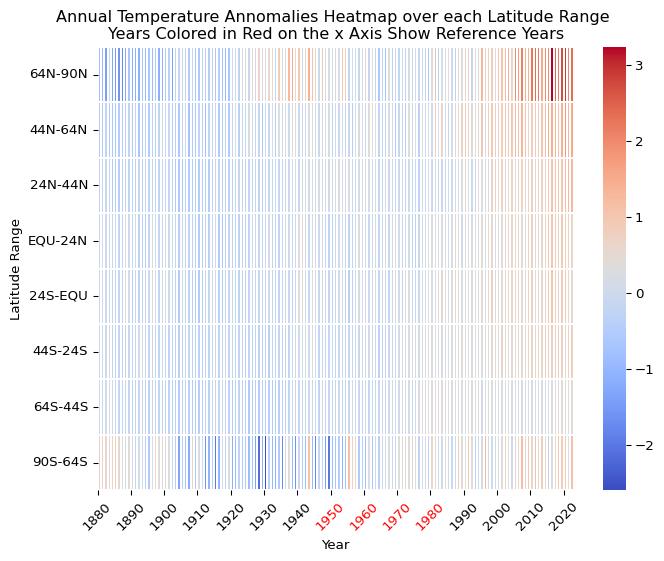 Annual Temperature Annomalies Heatmap over each Latitude Range
Years Colored in Red on the x Axis Show Reference Years
64N-90N
44N-64N
24N-44N
EQU-24N
24S-EQU
44S-24S
64S-44S
90S-64S
Latitude Range
1880 1890 1900 1910 1920 1930 1940 1950 1960 1970 1980 1990 2000 2010 2020
Year
3
2
1
0
−1
−2